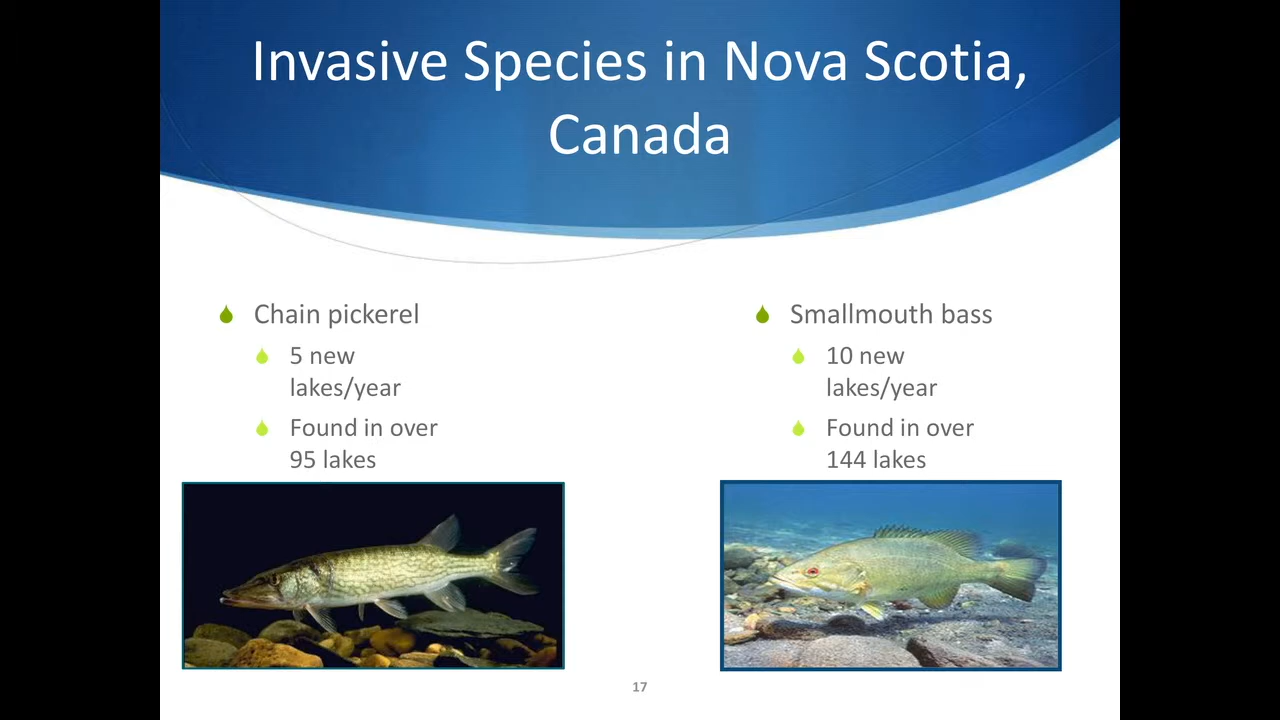 Invasive Species in Nova Scotia,
Canada
Chain pickerel
5 new
lakes/year
Found in over
95 lakes
Smallmouth bass
10 new
lakes/year
Found in over
144 lakes
17